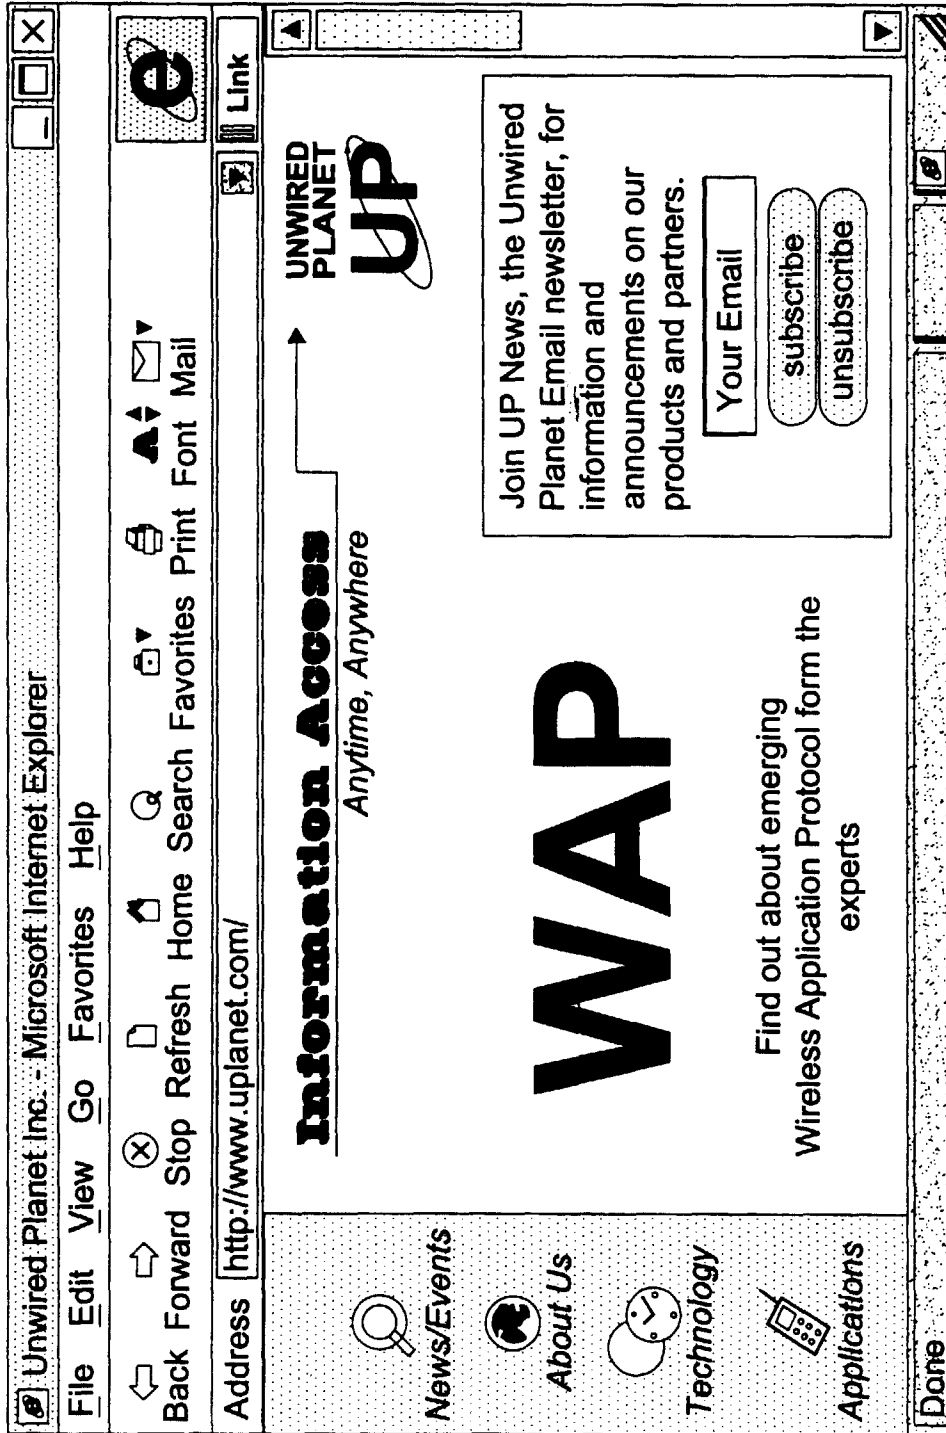 Unwired Planet Inc. - Microsoft Internet Explorer
File Edit View Go Favorites Help
Back Forward Stop Refresh Home Search Favorites Print Font Mail
e
Address http://www.uplanet.com/ Link
Information Access
Anytime, Anywhere
UNWIRED
PLANET
UP
News/Events
About Us
Technology
Applications
WAP
Find out about emerging
Wireless Application Protocol form the
experts
Join UP News, the Unwired
Planet Email newsletter, for
information and
announcements on our
products and partners.
Your Email
subscribe
unsubscribe
Done